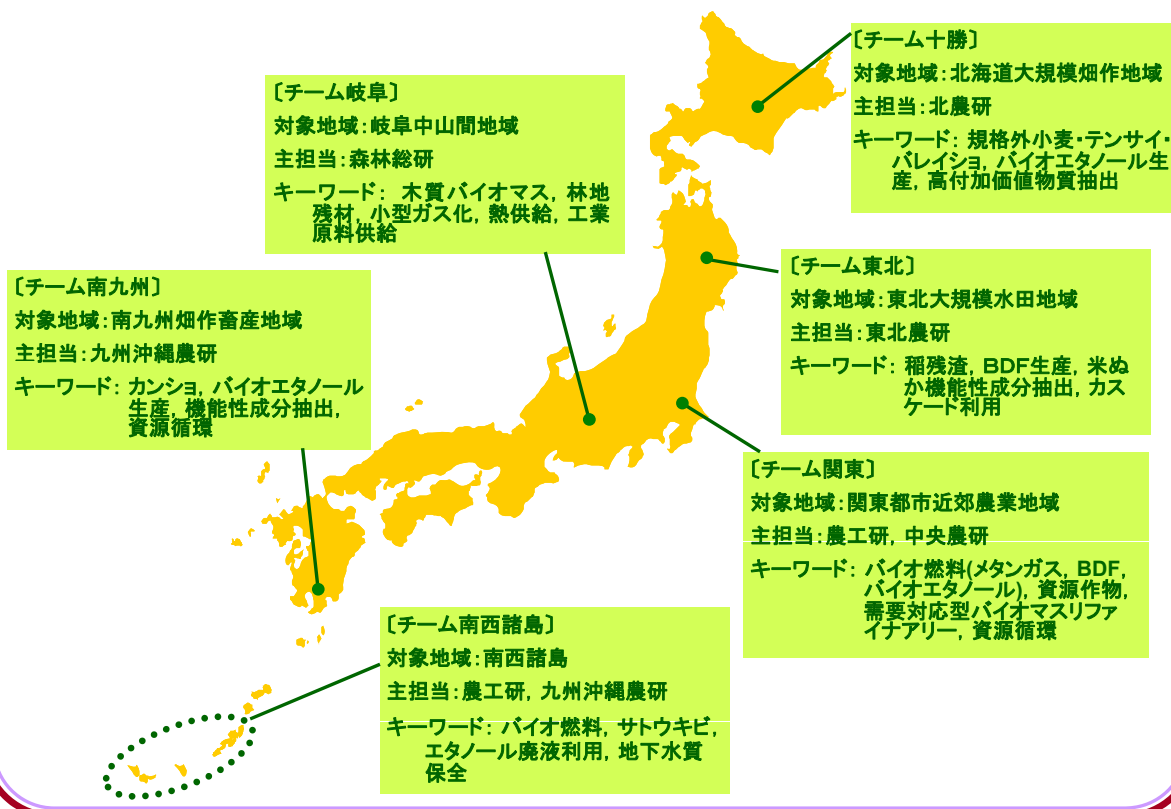 〔チーム十勝〕
対象地域:北海道大規模畑作地域
主担当:北農研
キーワード: 規格外小麦・テンサイ・
バレイショ, バイオエタノール生
産, 高付加価値物質抽出
〔チーム岐阜〕
対象地域:岐阜中山間地域
主担当:森林総研
キーワード: 木質バイオマス, 林地
残材, 小型ガス化, 熱供給, 工業
原料供給
〔チーム東北〕
対象地域:東北大規模水田地域
主担当:東北農研
キーワード: 稲残渣, BDF生産, 米ぬ
か機能性成分抽出, カス
ケード利用
〔チーム南九州〕
対象地域:南九州畑作畜産地域
主担当:九州沖縄農研
キーワード: カンショ, バイオエタノール
生産, 機能性成分抽出,
資源循環
〔チーム関東〕
対象地域:関東都市近郊農業地域
主担当:農工研, 中央農研
キーワード: バイオ燃料(メタンガス, BDF,
バイオエタノール), 資源作物,
需要対応型バイオマスリファ
イナアリー, 資源循環
〔チーム南西諸島〕
対象地域:南西諸島
主担当:農工研, 九州沖縄農研
キーワード: バイオ燃料, サトウキビ,
エタノール廃液利用, 地下水質
保全